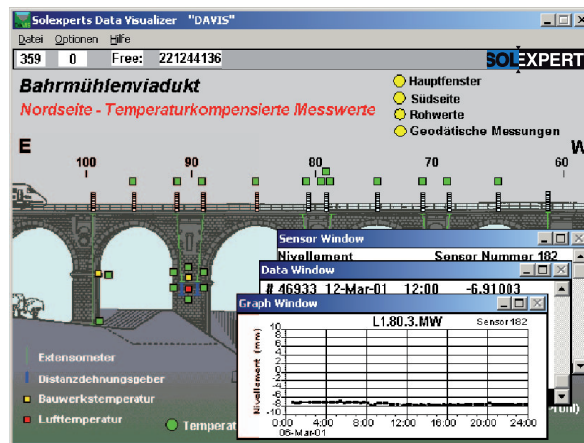 Solexperts Data Visualizer "DAVIS"
Datei Optionen Hilfe
359 0 Free: 221244136
SOLEXPERT
Bahrmühlenviadukt
Nordseite - Temperaturkompensierte Messwerte
Hauptfenster
Südseite
Rohwerte
Geodätische Messungen
E W
100 90 80 70 60
Sensor Window
Nivellement Sensor Nummer 182
Data Window
# 46933 12-Mar-01 12:00 -6.91003
Graph Window
L1.80.3.MW Sensor182
Nivellement (mm)
10
8
6
4
2
0
-2
-4
-6
-8
-10
0:00 4:00 8:00 12:00 16:00 20:00 24:00
06-Mar-01
Extensometer
Distanzdehnungsgeber
Bauwerkstemperatur
Lufttemperatur
Temperat